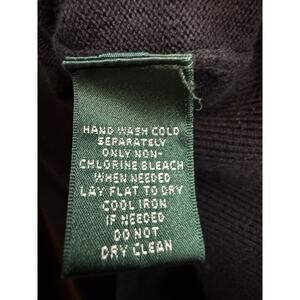 HAND WASH COLD
SEPARATELY
ONLY NON-
CHLORINE BLEACH
WHEN NEEDED
LAY FLAT TO DRY
COOL IRON
IF NEEDED
DO NOT
DRY CLEAN